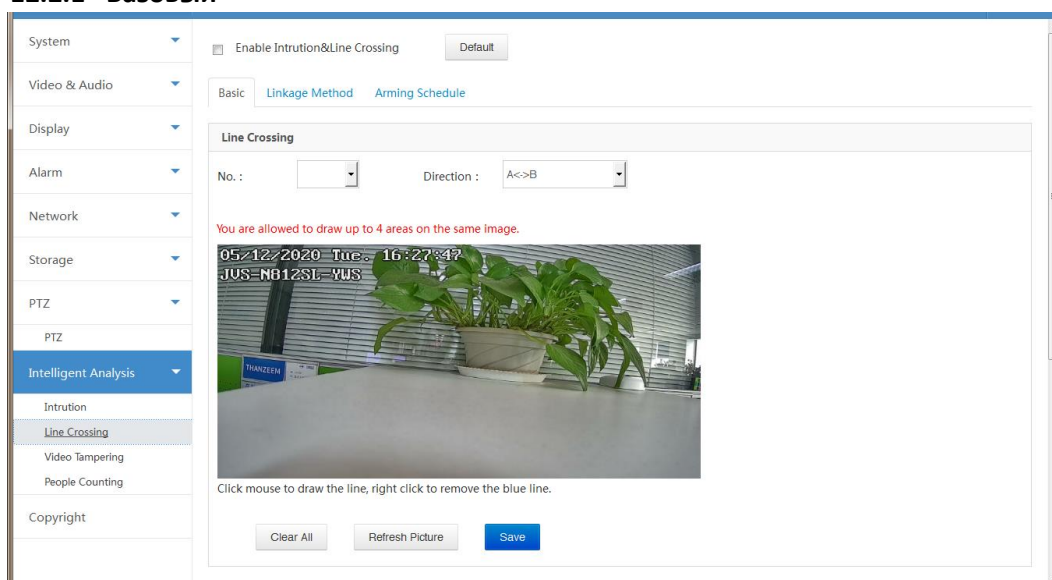 System
Video & Audio
Display
Alarm
Network
Storage
PTZ
PTZ
Intelligent Analysis
Intrution
Line Crossing
Video Tampering
People Counting
Copyright
Enable Intrution&Line Crossing Default
Basic Linkage Method Arming Schedule
Line Crossing
No. : Direction : A<->B
You are allowed to draw up to 4 areas on the same image.
05/12/2020 Tue. 16:27:47
JVS-N812SL-YWS
THANZEEM
Click mouse to draw the line, right click to remove the blue line.
Clear All Refresh Picture Save